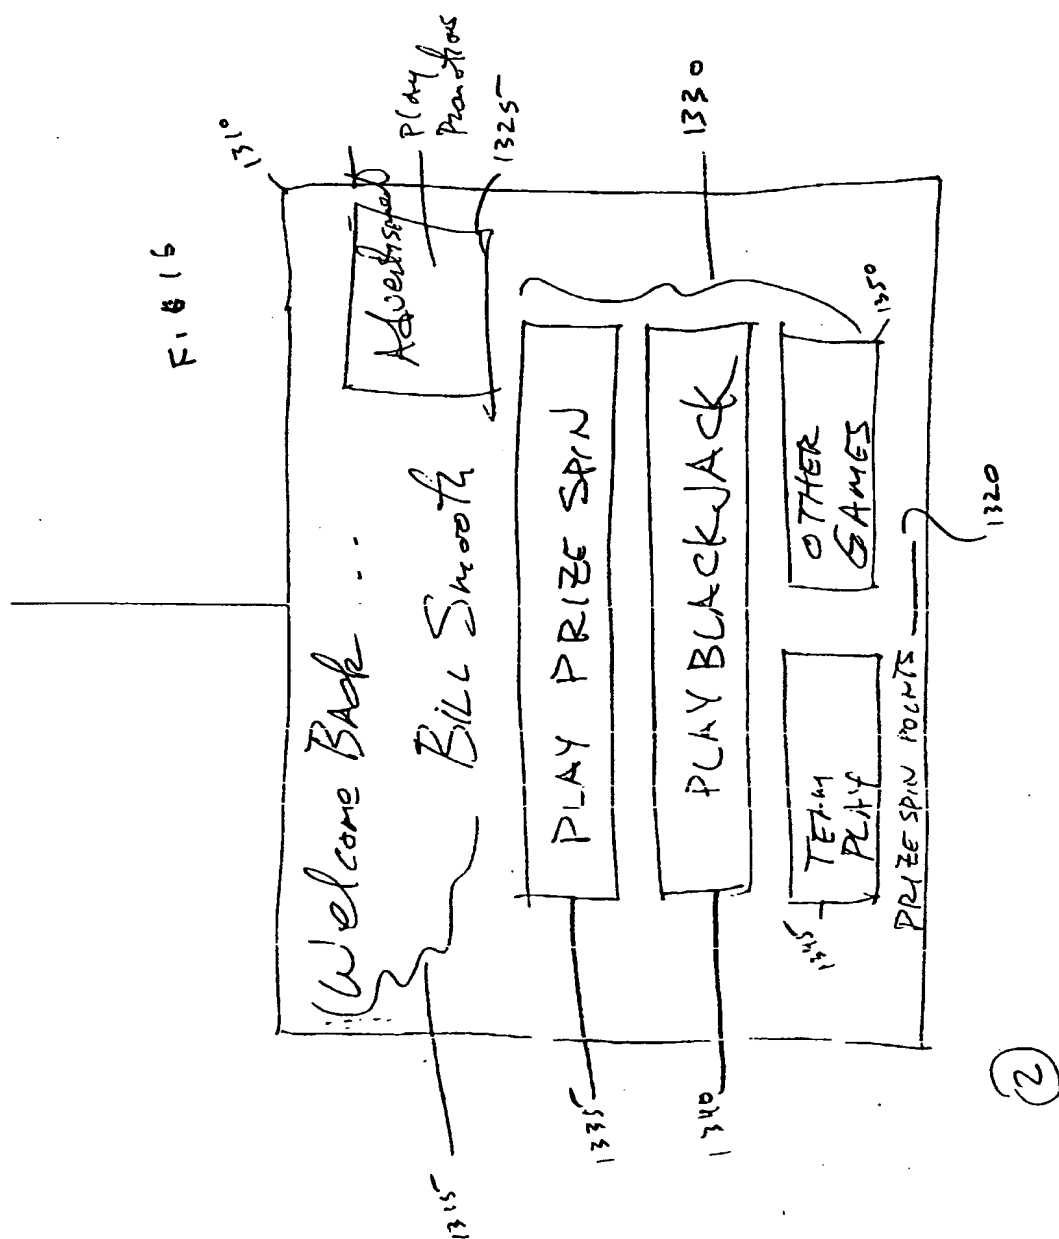 FIG 16
1310
Welcome Back ...
Bill Smooth
Advertisement
Play
Promotions
1325
1315
PLAY PRIZE SPIN
1335
1330
PLAY BLACKJACK
1340
TEAM
PLAY
1345
OTHER
GAMES
1350
PRIZE SPIN POINTS
1320
2